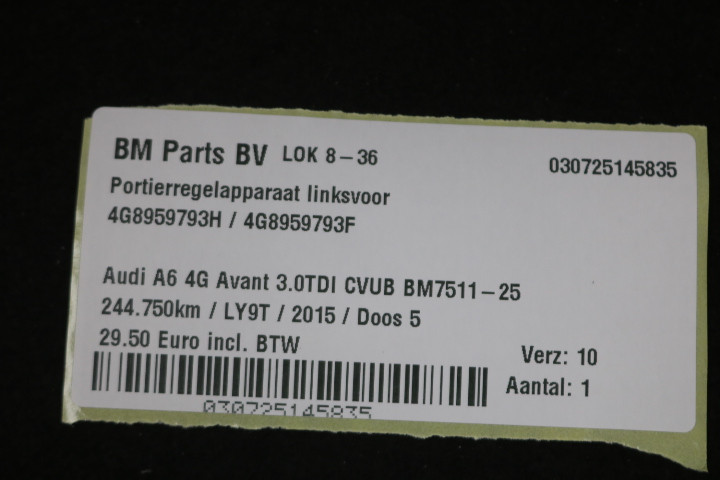 BM Parts BV LOK 8-36
030725145835
Portierregelapparaat linksvoor
4G8959793H / 4G8959793F
Audi A6 4G Avant 3.0TDI CVUB BM7511-25
244.750km / LY9T / 2015 / Doos 5
29.50 Euro incl. BTW
Verz: 10
Aantal: 1
030725145835